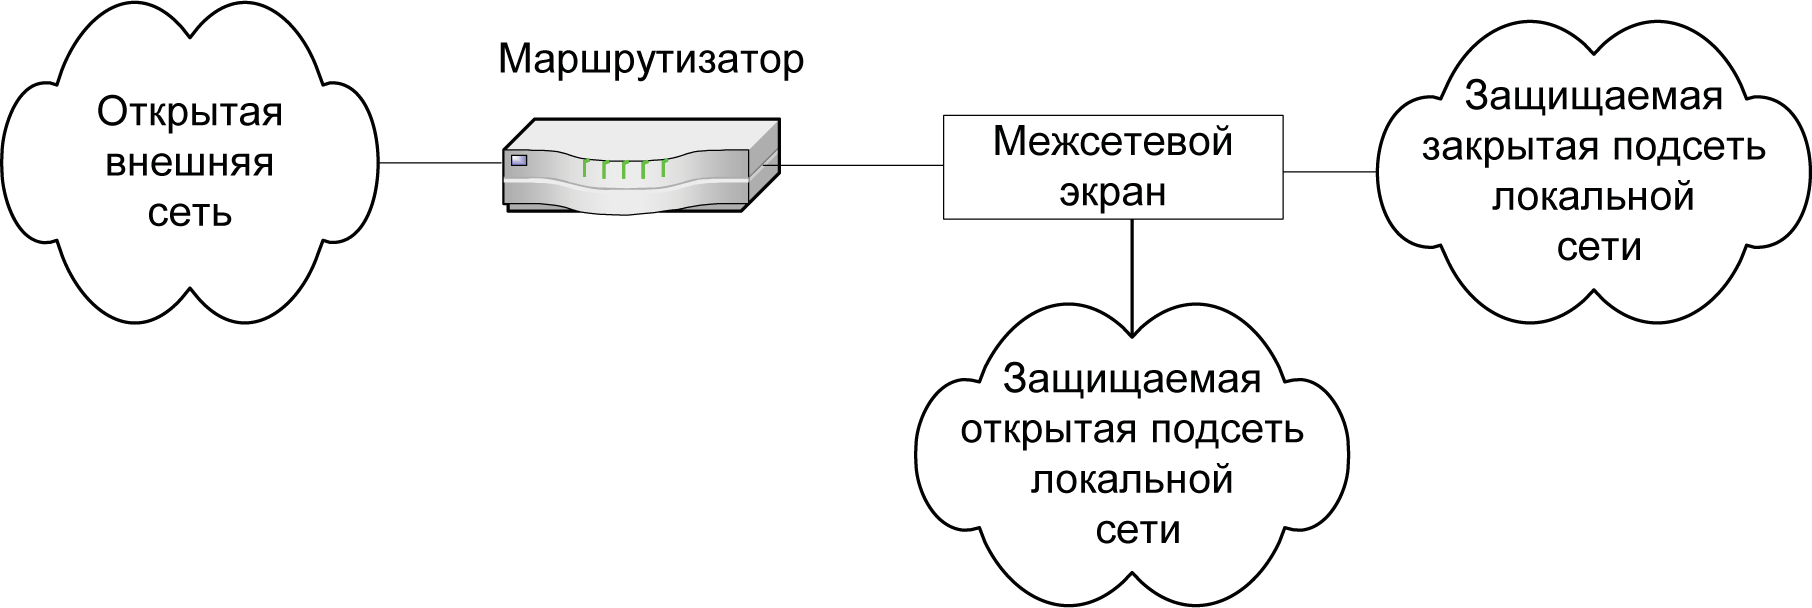 Открытая
внешняя
сеть
Маршрутизатор
Межсетевой
экран
Защищаемая
закрытая подсеть
локальной
сети
Защищаемая
открытая подсеть
локальной
сети